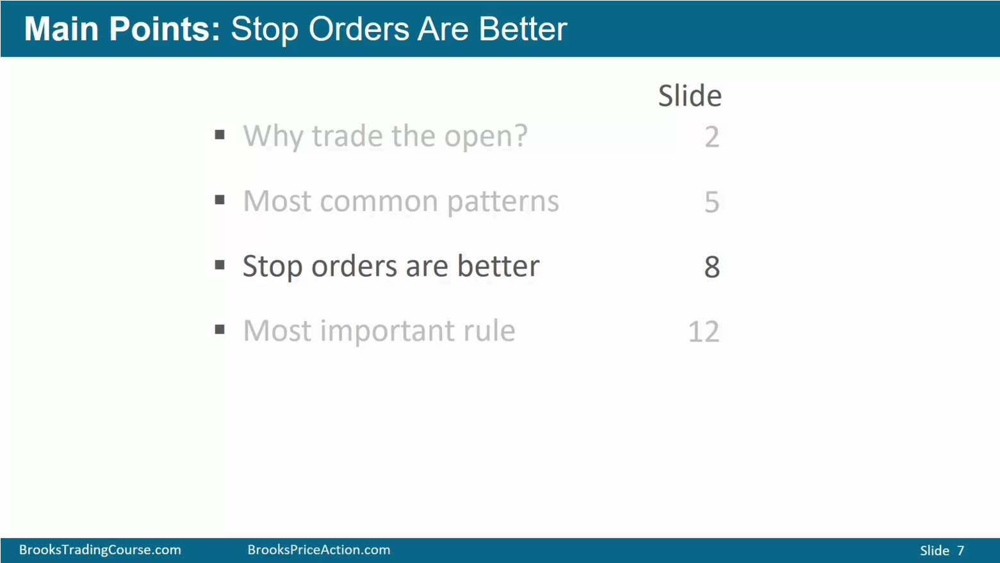 Main Points: Stop Orders Are Better
Slide
▪ Why trade the open? 2
▪ Most common patterns 5
▪ Stop orders are better 8
▪ Most important rule 12
BrooksTradingCourse.com BrooksPriceAction.com Slide 7